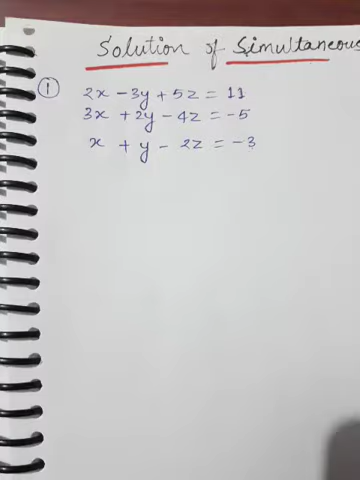 Solution of Simultaneous
① 2x - 3y + 5z = 11
3x + 2y - 4z = -5
x + y - 2z = -3